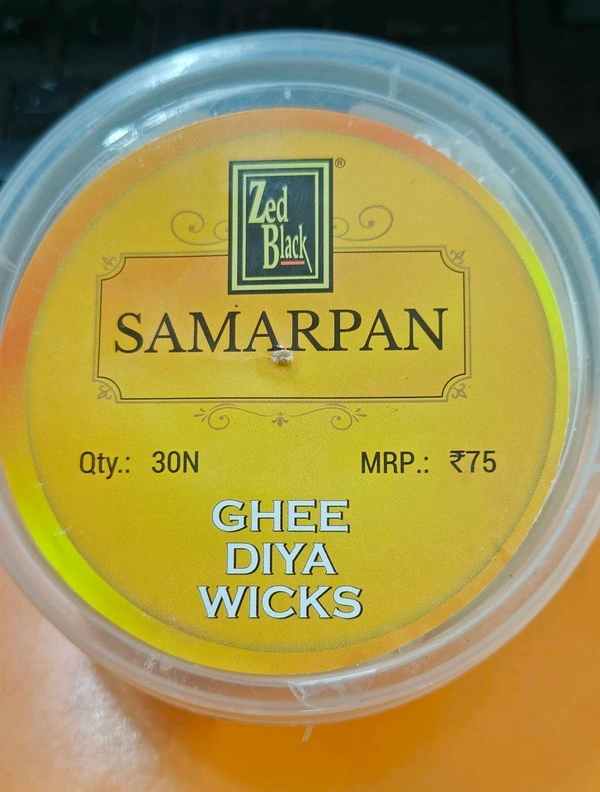 Zed
Black
®
SAMARPAN
Qty.: 30N MRP.: ₹75
GHEE
DIYA
WICKS